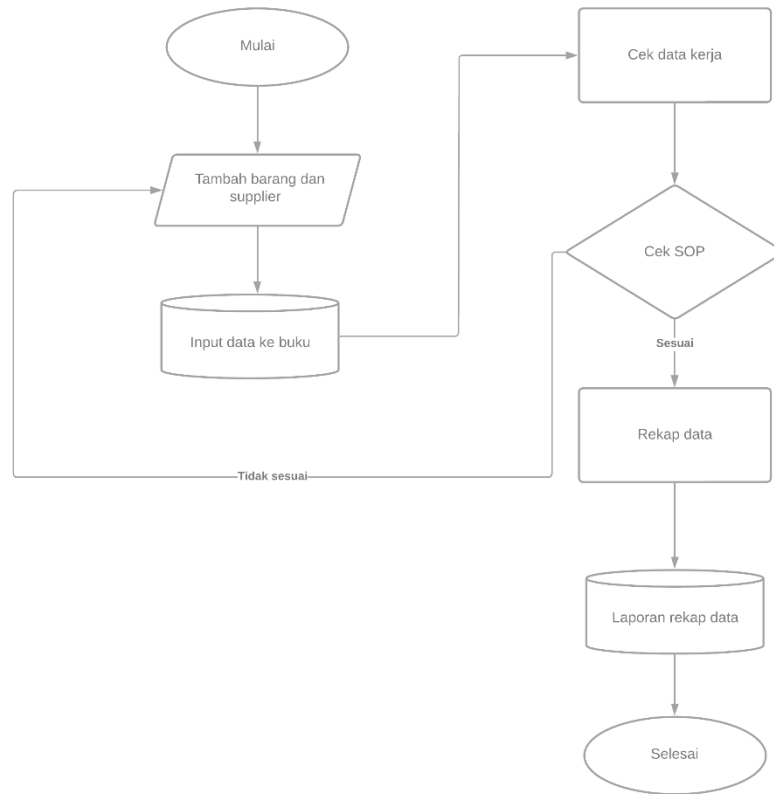 Mulai
Tambah barang dan
supplier
Input data ke buku
Cek data kerja
Cek SOP
Sesuai
Tidak sesuai
Rekap data
Laporan rekap data
Selesai